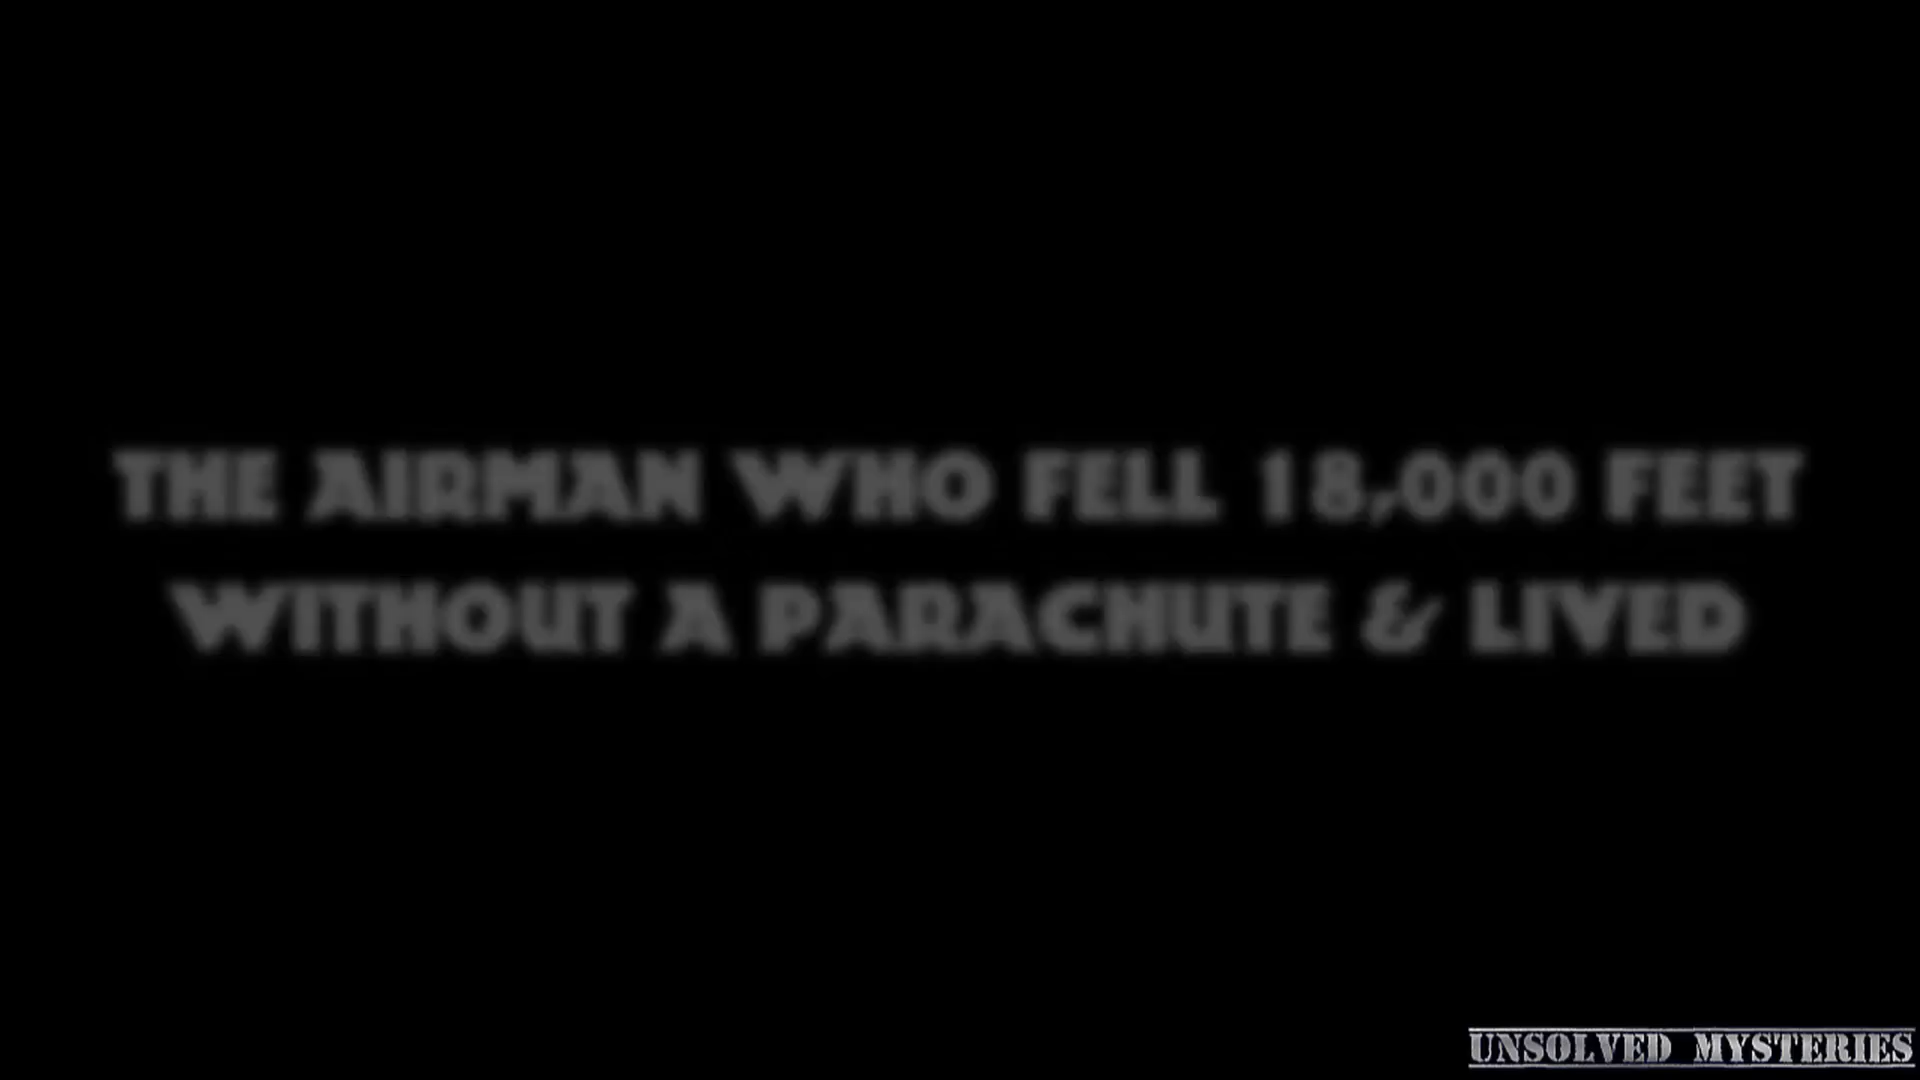 THE AIRMAN WHO FELL 18,000 FEET
WITHOUT A PARACHUTE & LIVED
UNSOLVED MYSTERIES